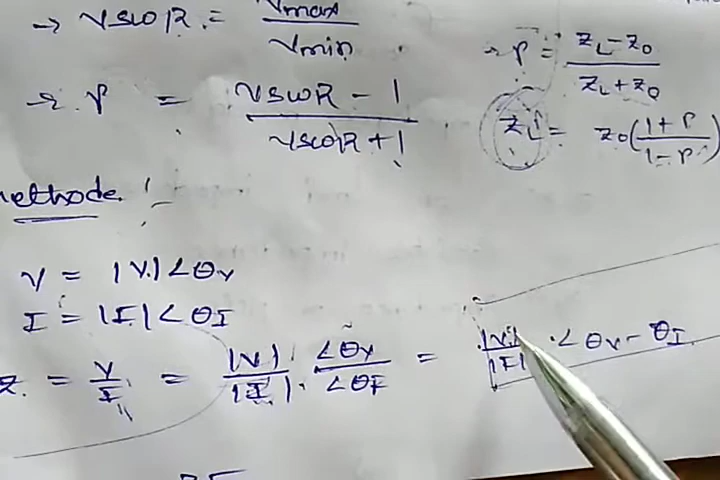 → VSWR = Vmax / Vmin
→ ρ = (ZL - Z0) / (ZL + Z0)
→ ρ = (VSWR - 1) / (VSWR + 1)
ZL = Z0 ( (1 + ρ) / (1 - ρ) )
methode :-
V = |V| ∠θV
I = |I| ∠θI
Z = V / I = |V| / |I| . ∠θV / ∠θI = |V| / |I| . ∠θV - θI